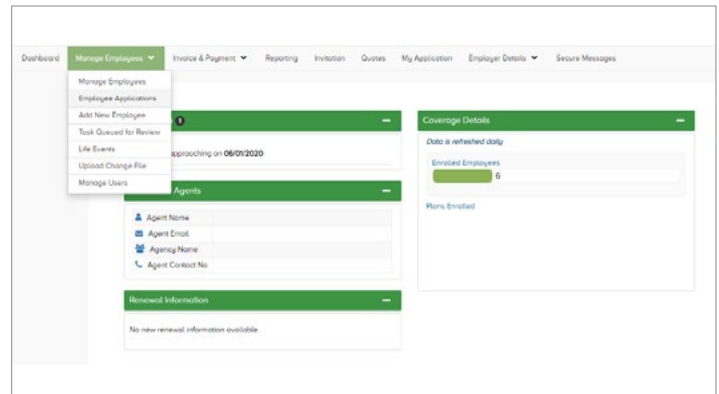 Dashboard Manage Employees Invoice & Payment Reporting Invitation Quotes My Application Employer Details Secure Messages
Manage Employees
Employee Applications
Add New Employee
Task Queued for Review
Life Events
Upload Change File
Manage Users
1
approaching on 06/01/2020
Agents
Agent Name
Agent Email
Agency Name
Agent Contact No
Renewal Information
No new renewal information available.
Coverage Details
Data is refreshed daily
Enrolled Employees
6
Plans Enrolled